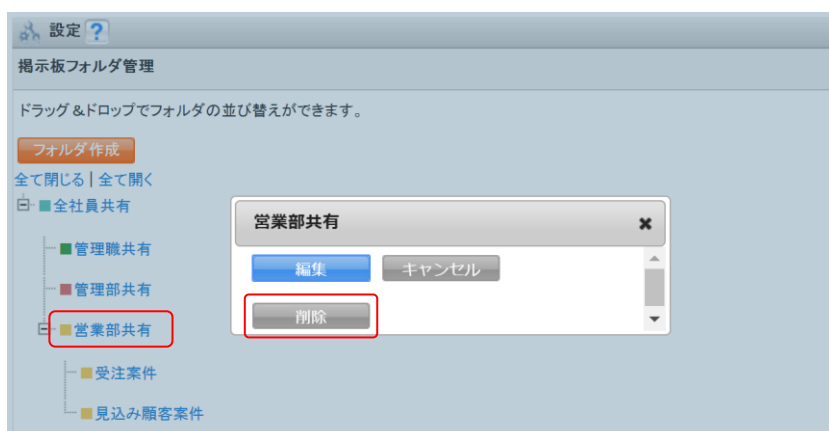 設定 ?
掲示板フォルダ管理
ドラッグ&ドロップでフォルダの並び替えができます。
フォルダ作成
全て閉じる | 全て開く
全社員共有
管理職共有
管理部共有
営業部共有
受注案件
見込み顧客案件
営業部共有
編集 キャンセル
削除